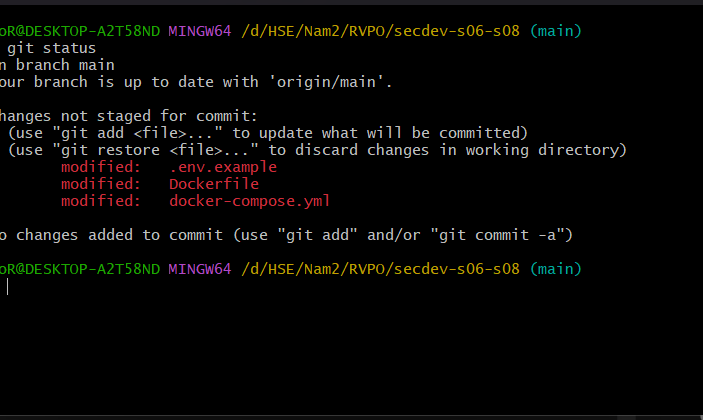 oR@DESKTOP-A2T58ND MINGW64 /d/HSE/Nam2/RVPO/secdev-s06-s08 (main)
git status
n branch main
our branch is up to date with 'origin/main'.
hanges not staged for commit:
(use "git add <file>..." to update what will be committed)
(use "git restore <file>..." to discard changes in working directory)
modified:   .env.example
modified:   Dockerfile
modified:   docker-compose.yml
o changes added to commit (use "git add" and/or "git commit -a")
oR@DESKTOP-A2T58ND MINGW64 /d/HSE/Nam2/RVPO/secdev-s06-s08 (main)